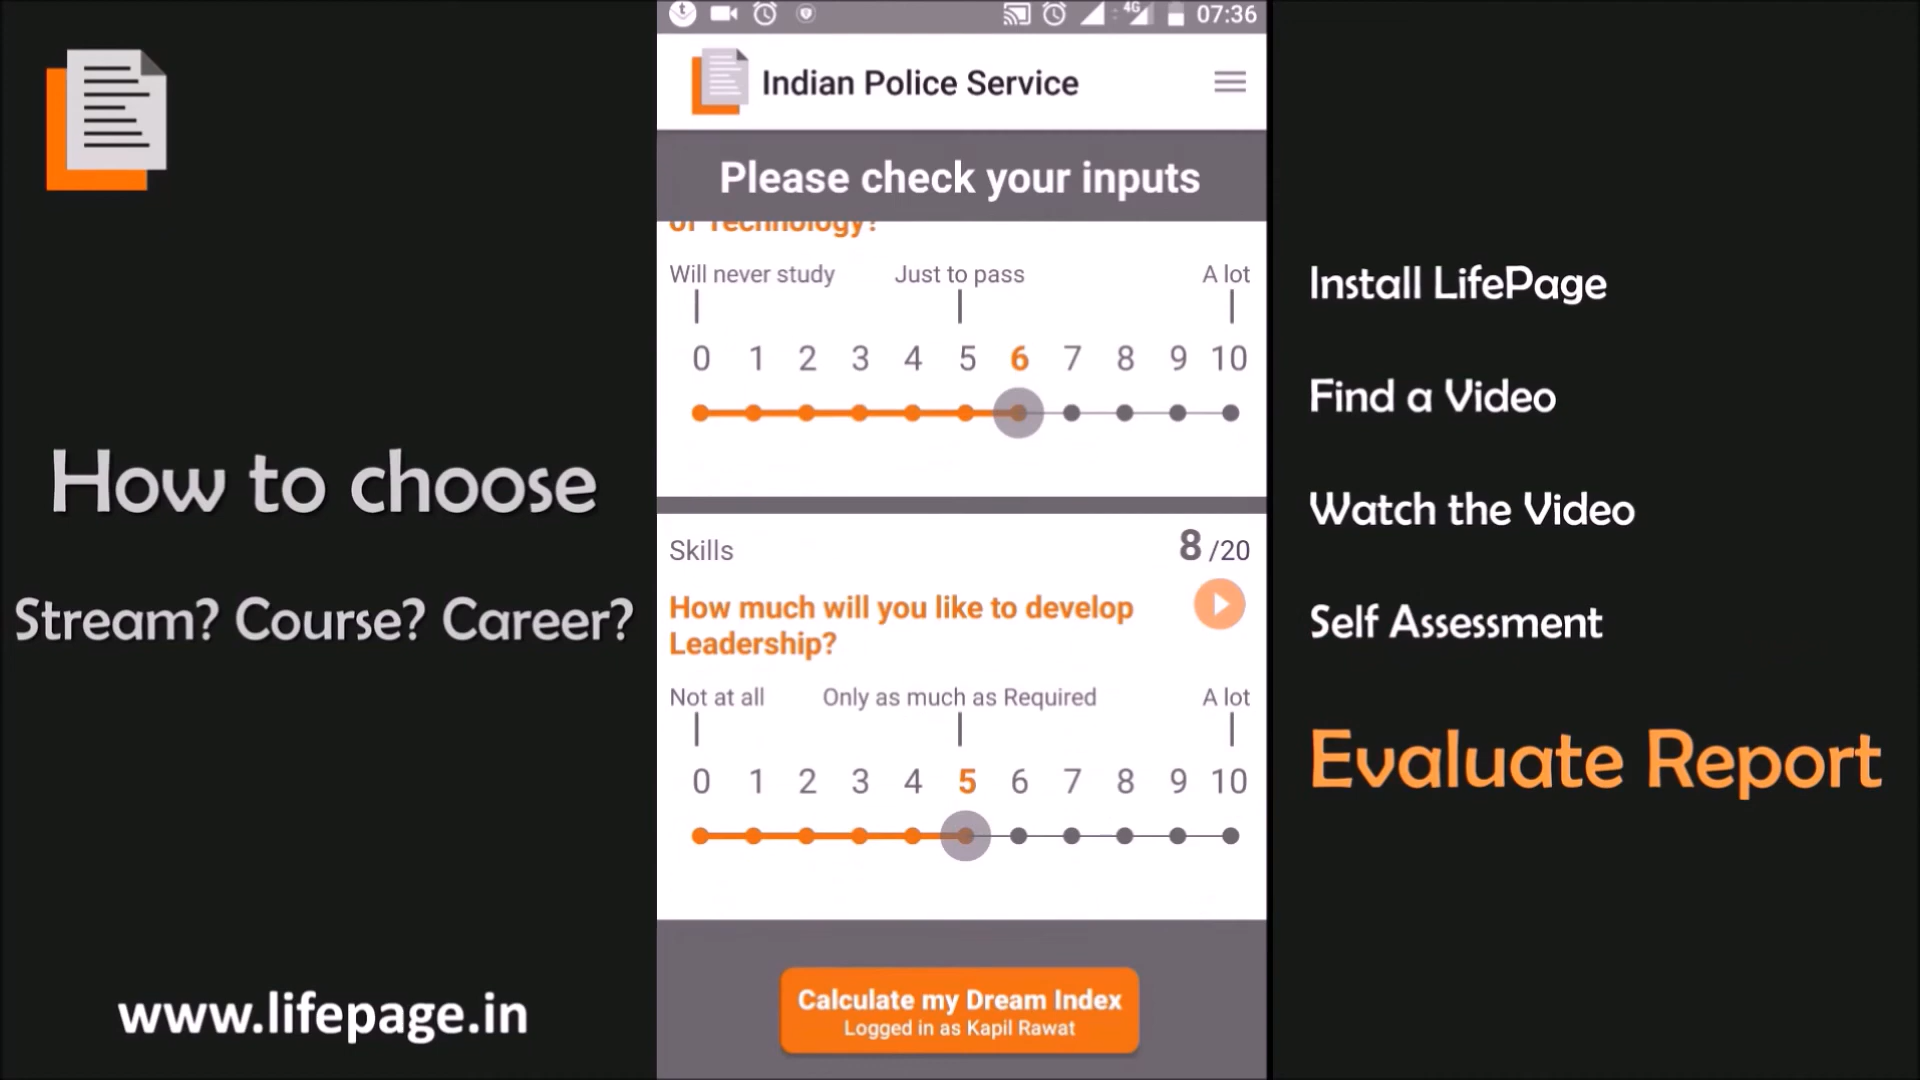 How to choose
Stream? Course? Career?
www.lifepage.in
4G
07:36
Indian Police Service
Please check your inputs
of Technology?
Will never study Just to pass A lot
0 1 2 3 4 5 6 7 8 9 10
Skills 8 /20
How much will you like to develop
Leadership?
Not at all Only as much as Required A lot
0 1 2 3 4 5 6 7 8 9 10
Calculate my Dream Index
Logged in as Kapil Rawat
Install LifePage
Find a Video
Watch the Video
Self Assessment
Evaluate Report